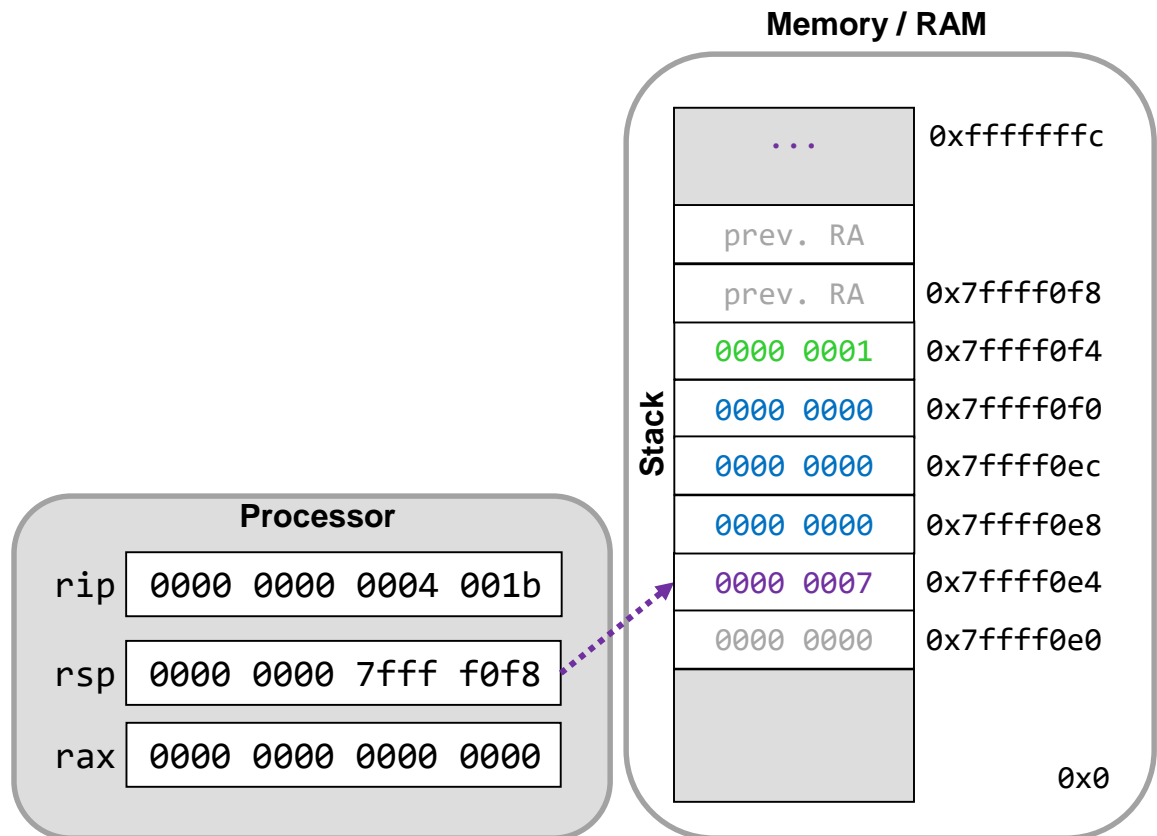 Memory / RAM
... 0xfffffffc
prev. RA
prev. RA 0x7ffff0f8
0000 0001 0x7ffff0f4
0000 0000 0x7ffff0f0
Stack
0000 0000 0x7ffff0ec
0000 0000 0x7ffff0e8
0000 0007 0x7ffff0e4
0000 0000 0x7ffff0e0
0x0
Processor
rip 0000 0000 0004 001b
rsp 0000 0000 7fff f0f8
rax 0000 0000 0000 0000